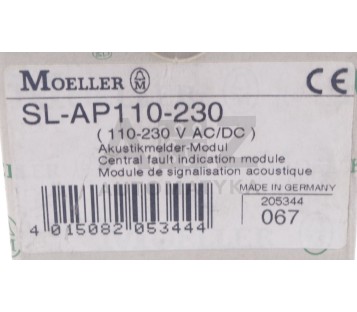 MOELLER
CE
SL-AP110-230
(110-230 V AC/DC)
Akustikmelder-Modul
Central fault indication module
Module de signalisation acoustique
MADE IN GERMANY
205344
067
4 015082 053444